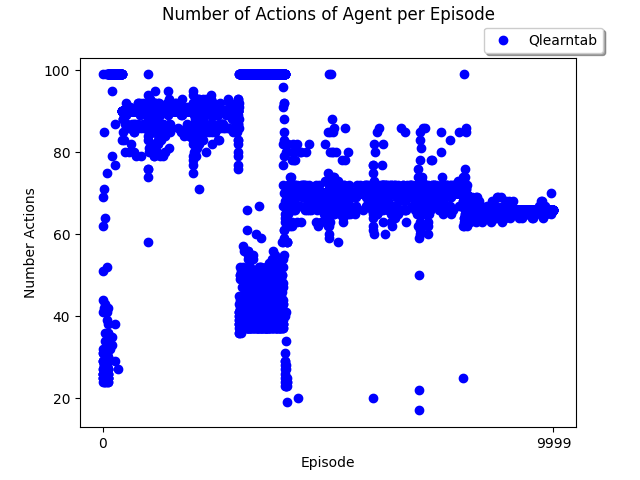 Number of Actions of Agent per Episode
Qlearntab
100
80
60
40
20
Number Actions
0
9999
Episode